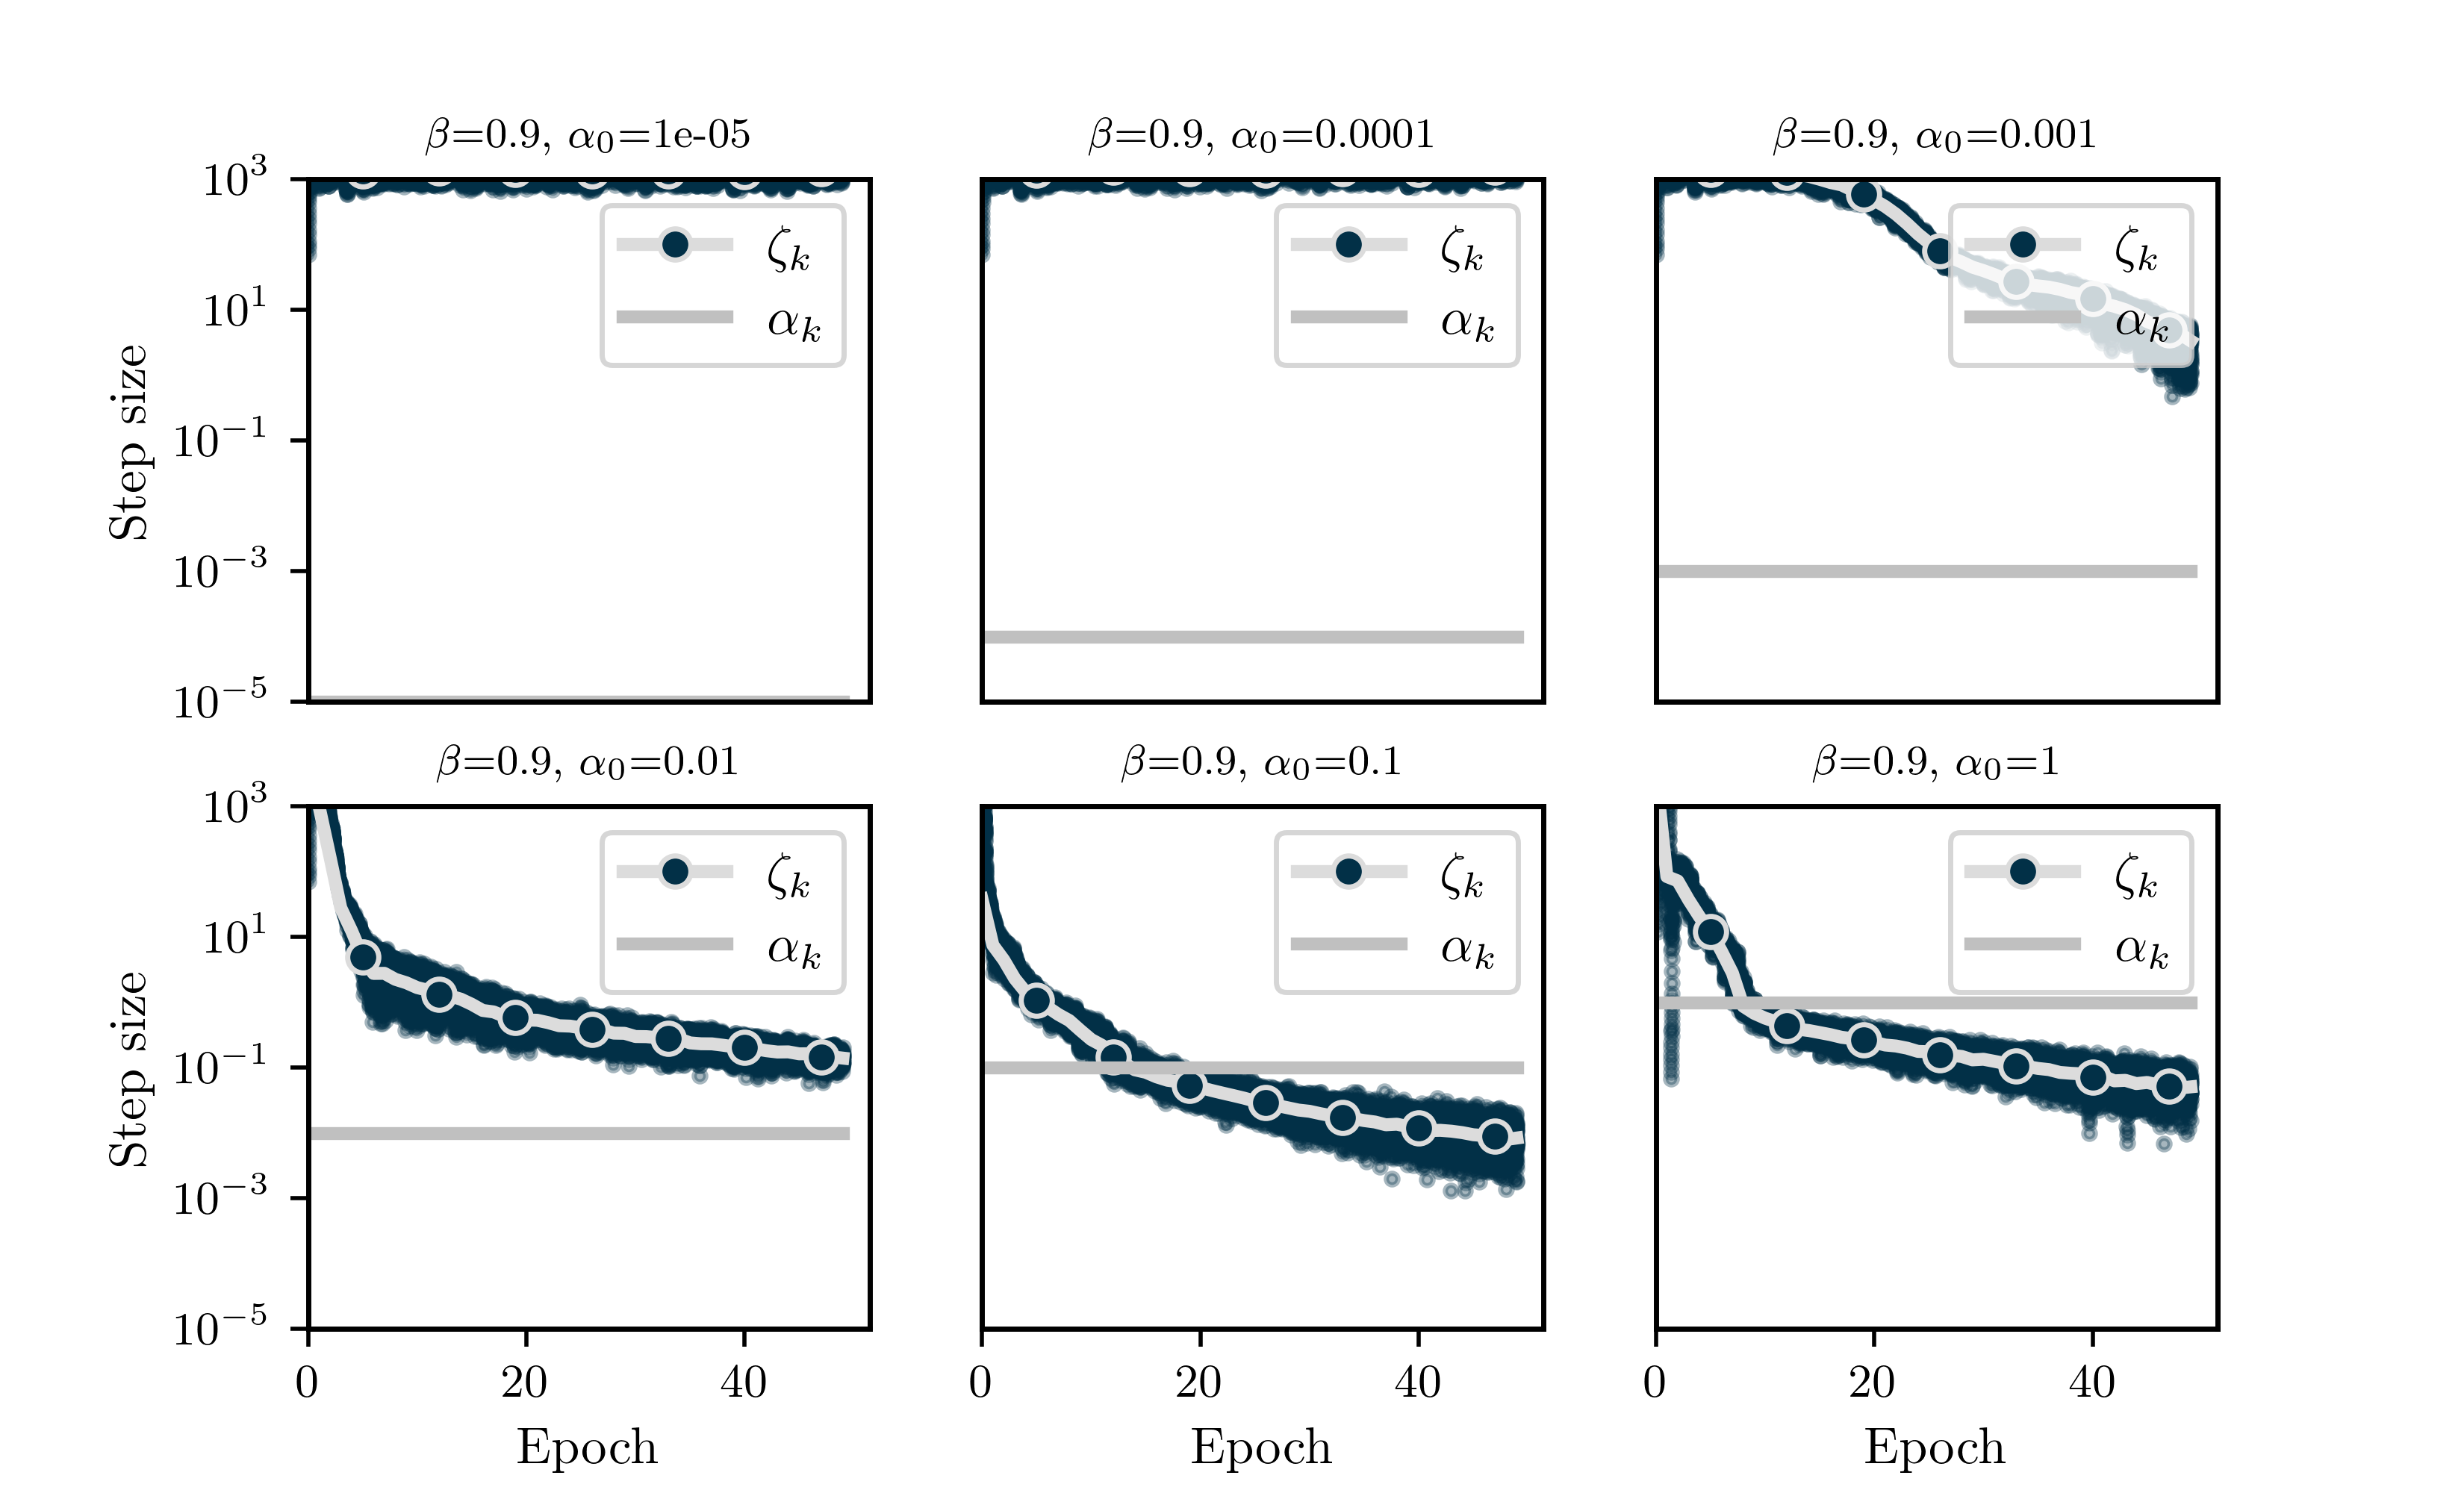 β=0.9, α₀=1e-05
β=0.9, α₀=0.0001
β=0.9, α₀=0.001
Step size
10³
10¹
10⁻¹
10⁻³
10⁻⁵
ζₖ
αₖ
ζₖ
αₖ
ζₖ
αₖ
β=0.9, α₀=0.01
β=0.9, α₀=0.1
β=0.9, α₀=1
Step size
10³
10¹
10⁻¹
10⁻³
10⁻⁵
ζₖ
αₖ
ζₖ
αₖ
ζₖ
αₖ
0 20 40
0 20 40
0 20 40
Epoch
Epoch
Epoch